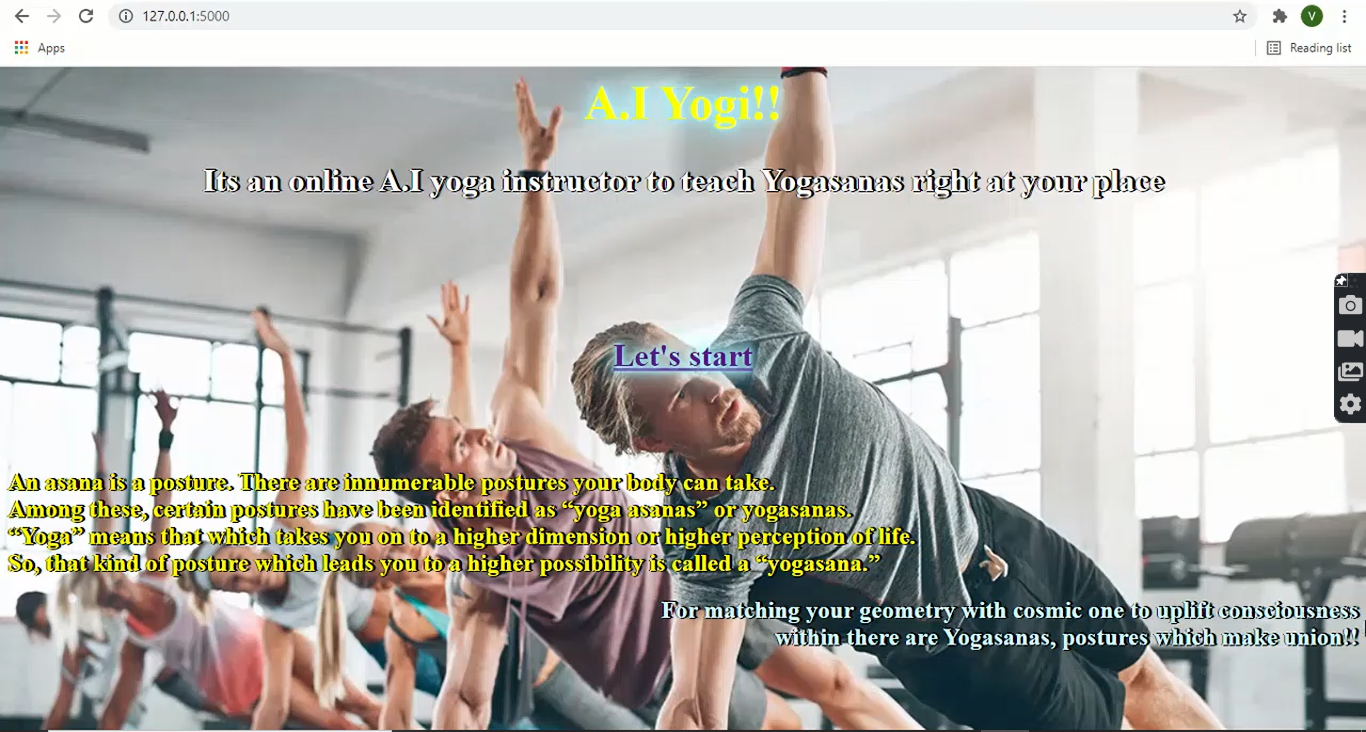 127.0.0.1:5000
V
Apps
Reading list
A.I Yogi!!
Its an online A.I yoga instructor to teach Yogasanas right at your place
Let's start
An asana is a posture. There are innumerable postures your body can take.
Among these, certain postures have been identified as “yoga asanas” or yogasanas.
“Yoga” means that which takes you on to a higher dimension or higher perception of life.
So, that kind of posture which leads you to a higher possibility is called a “yogasana.”
For matching your geometry with cosmic one to uplift consciousness
within there are Yogasanas, postures which make union!!